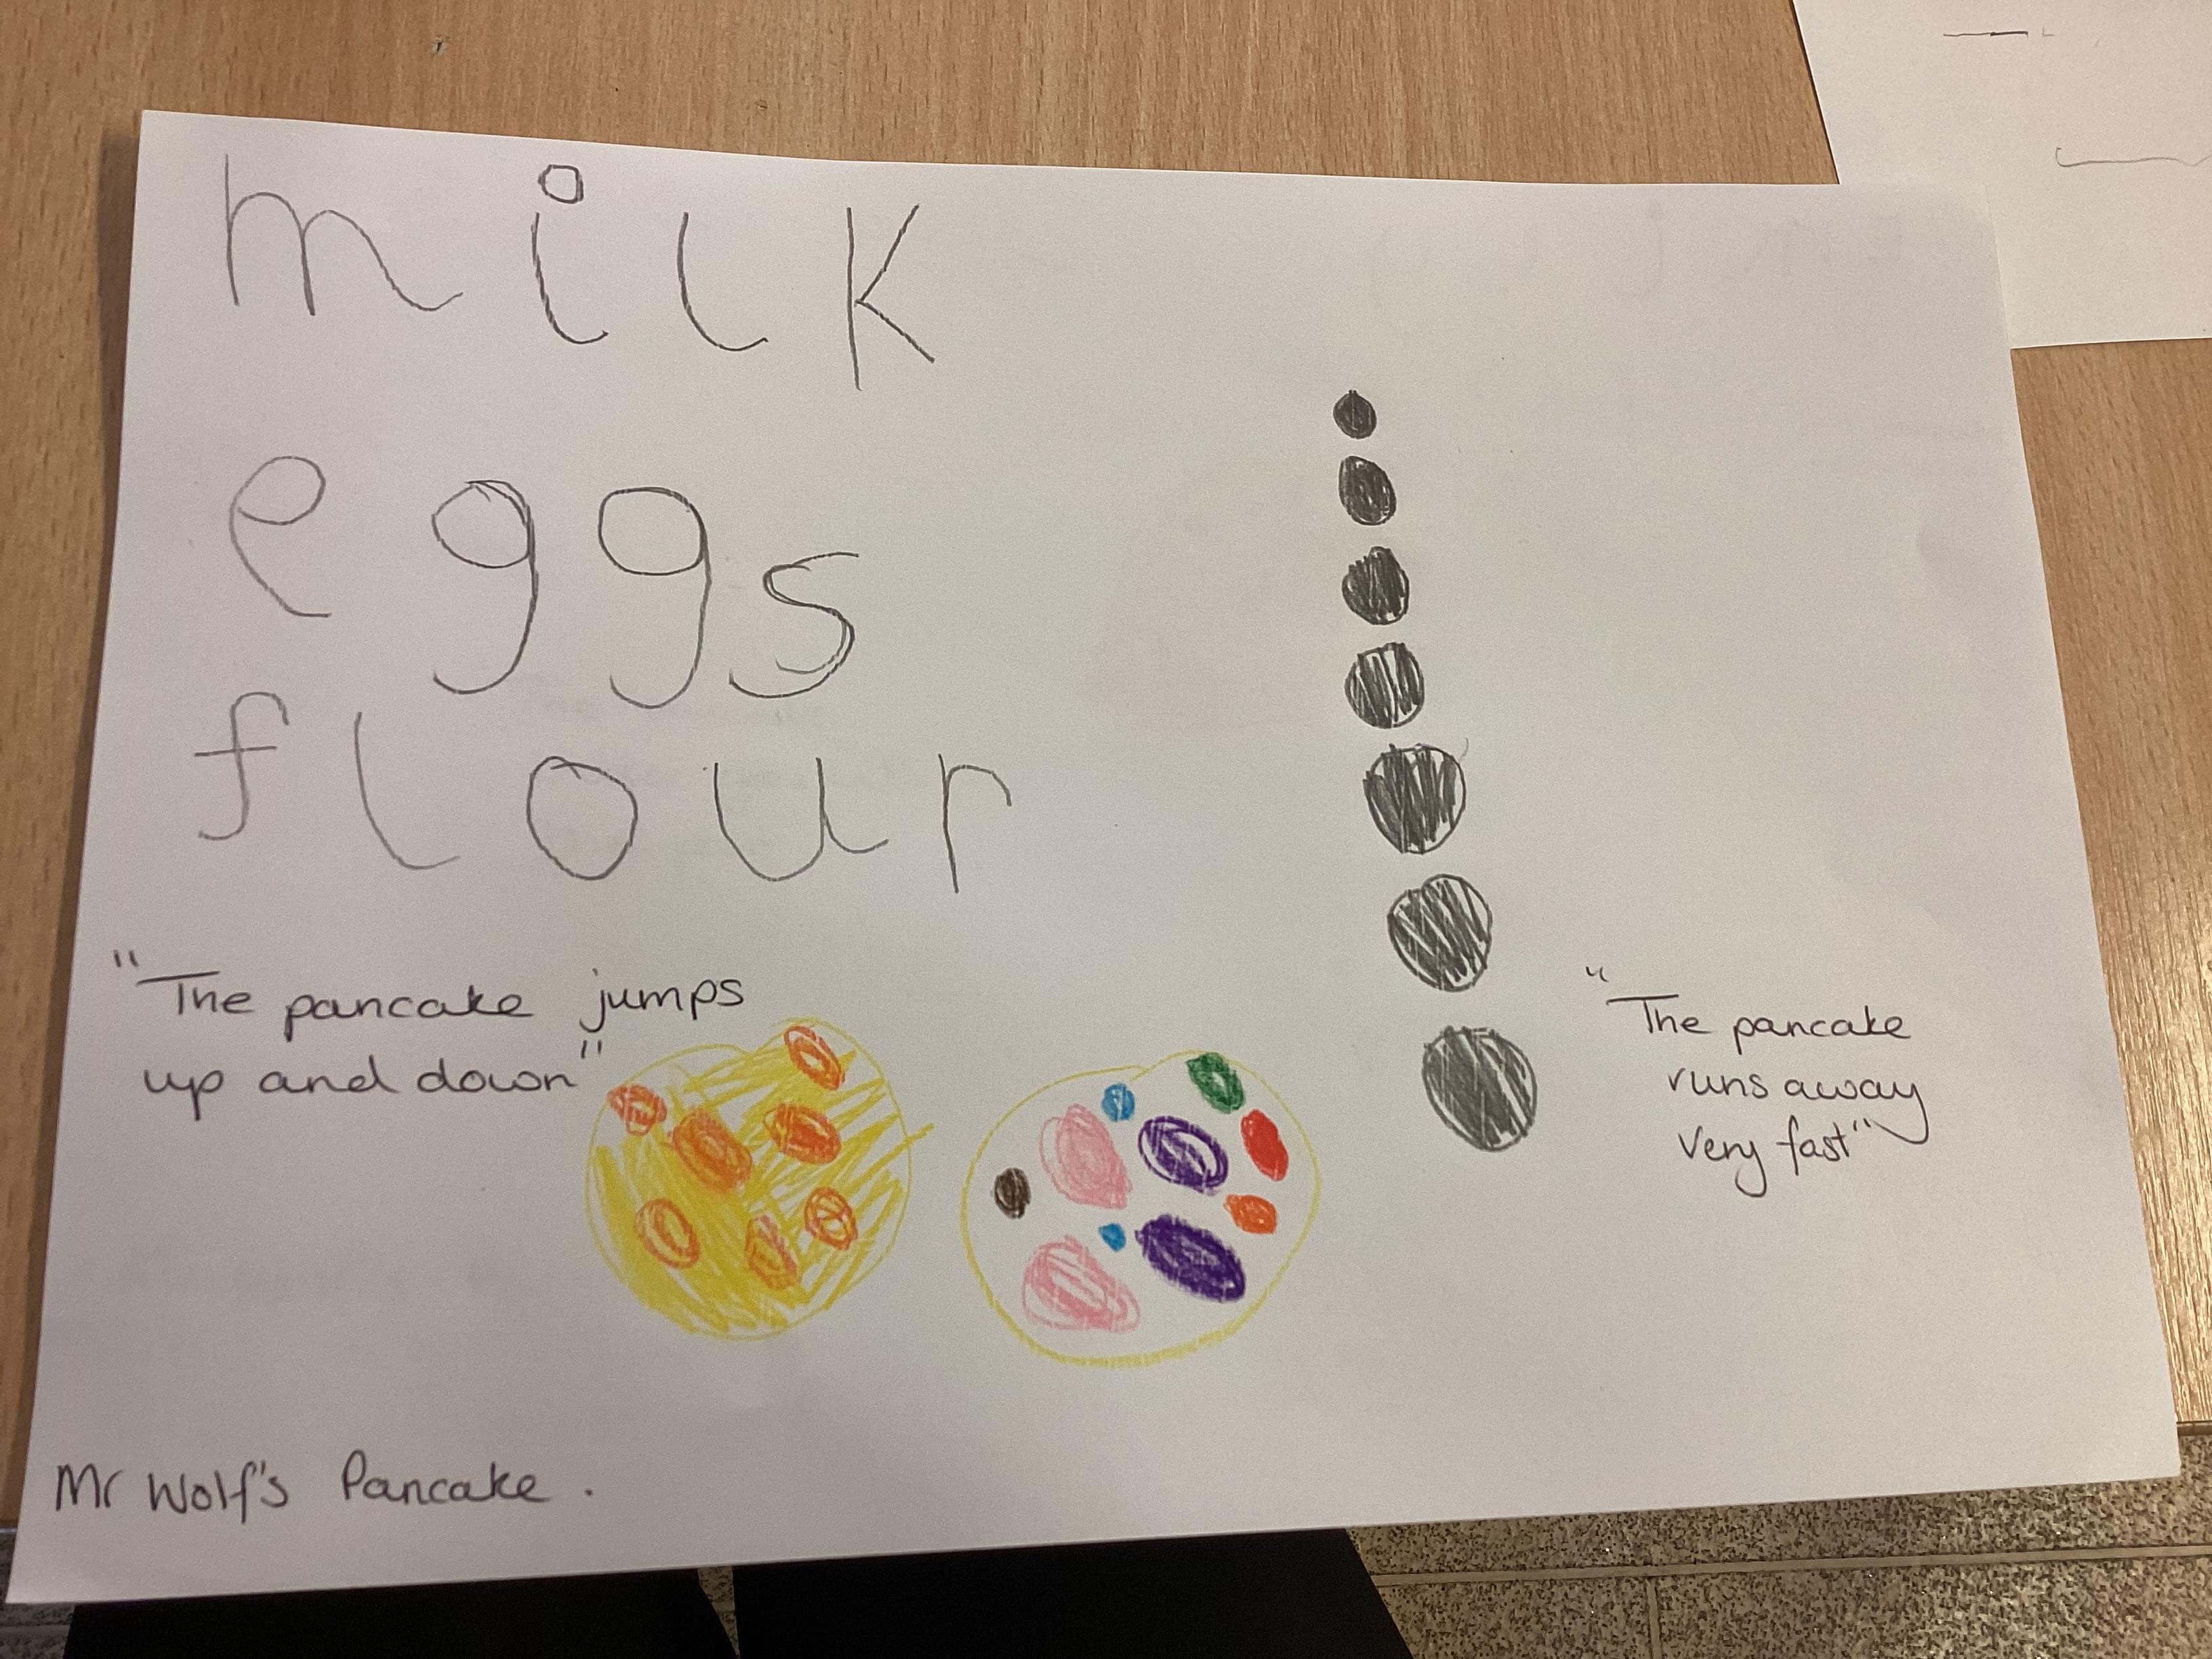 milk
eggs
flour
"The pancake jumps
up and down"
"The pancake
runs away
very fast"
Mr Wolf's Pancake.